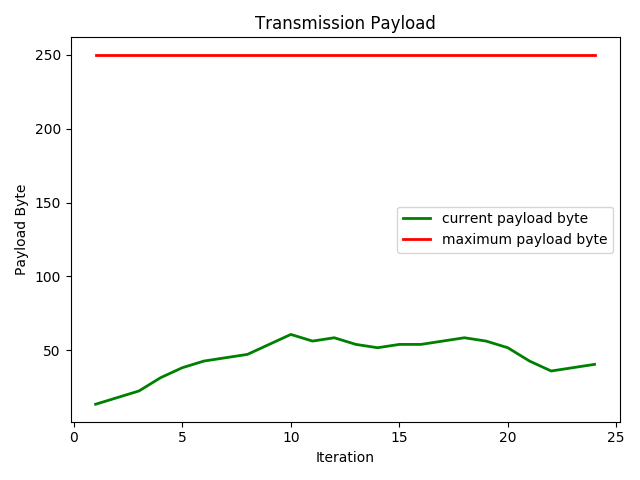 Transmission Payload
250
200
150
100
50
Payload Byte
current payload byte
maximum payload byte
0 5 10 15 20 25
Iteration